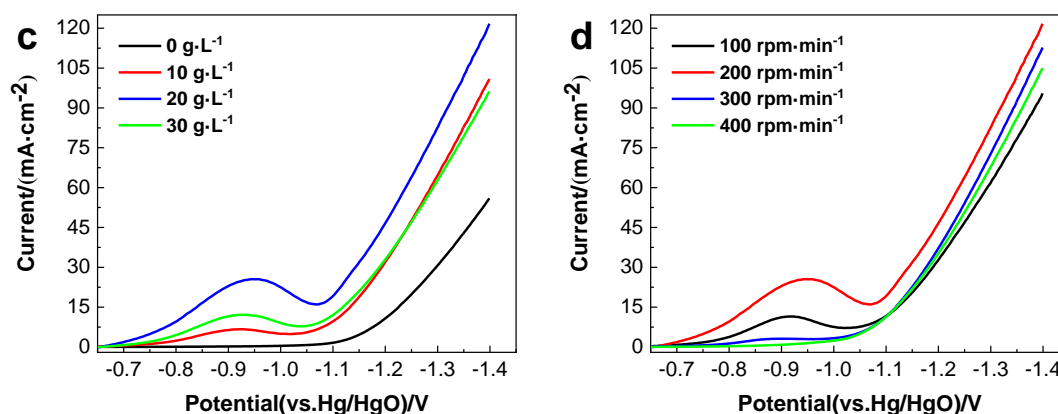 c
0 g·L⁻¹
10 g·L⁻¹
20 g·L⁻¹
30 g·L⁻¹
Current/(mA·cm⁻²)
120
105
90
75
60
45
30
15
0
-0.7 -0.8 -0.9 -1.0 -1.1 -1.2 -1.3 -1.4
Potential(vs.Hg/HgO)/V
d
100 rpm·min⁻¹
200 rpm·min⁻¹
300 rpm·min⁻¹
400 rpm·min⁻¹
Current/(mA·cm⁻²)
120
105
90
75
60
45
30
15
0
-0.7 -0.8 -0.9 -1.0 -1.1 -1.2 -1.3 -1.4
Potential(vs.Hg/HgO)/V